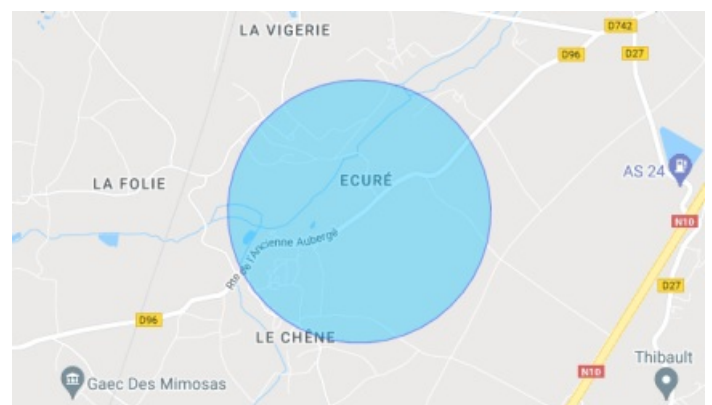 LA VIGERIE
D742
D96
D27
LA FOLIE
ECURÉ
AS 24
N10
Rte de l'Ancienne Auberge
D27
D96
LE CHÊNE
Thibault
N10
Gaec Des Mimosas